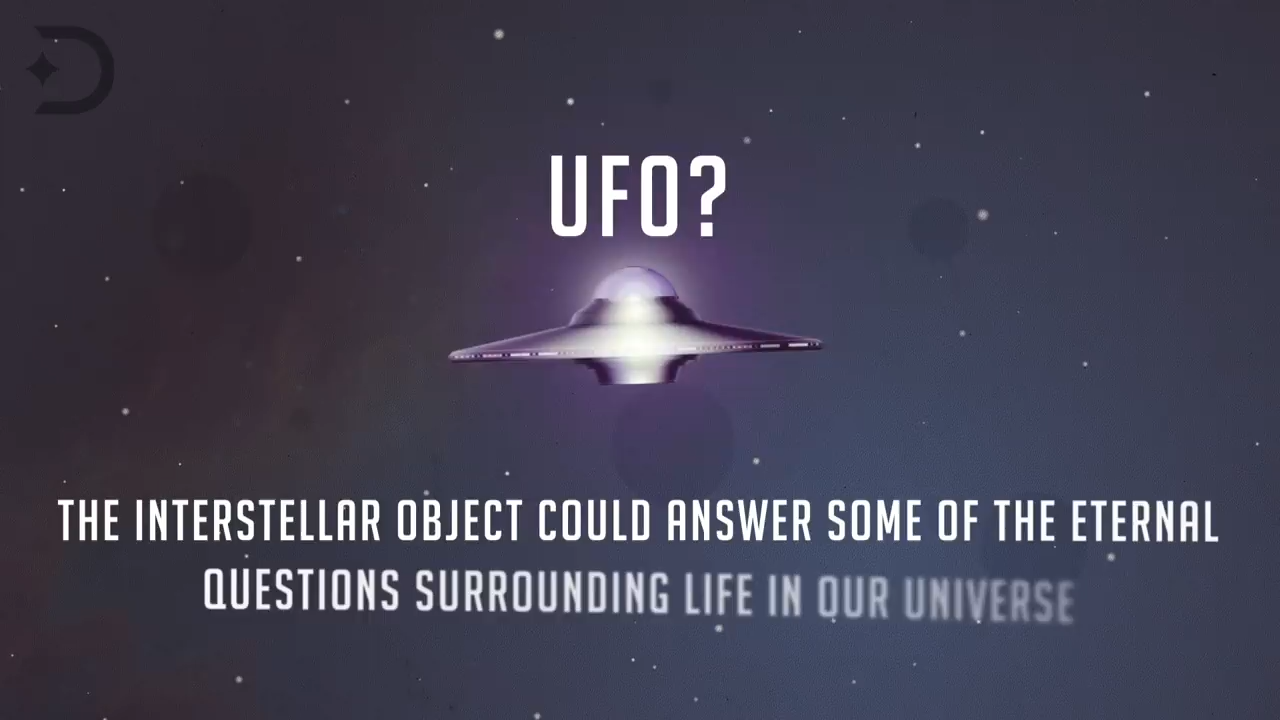 UFO?
THE INTERSTELLAR OBJECT COULD ANSWER SOME OF THE ETERNAL
QUESTIONS SURROUNDING LIFE IN OUR UNIVERSE